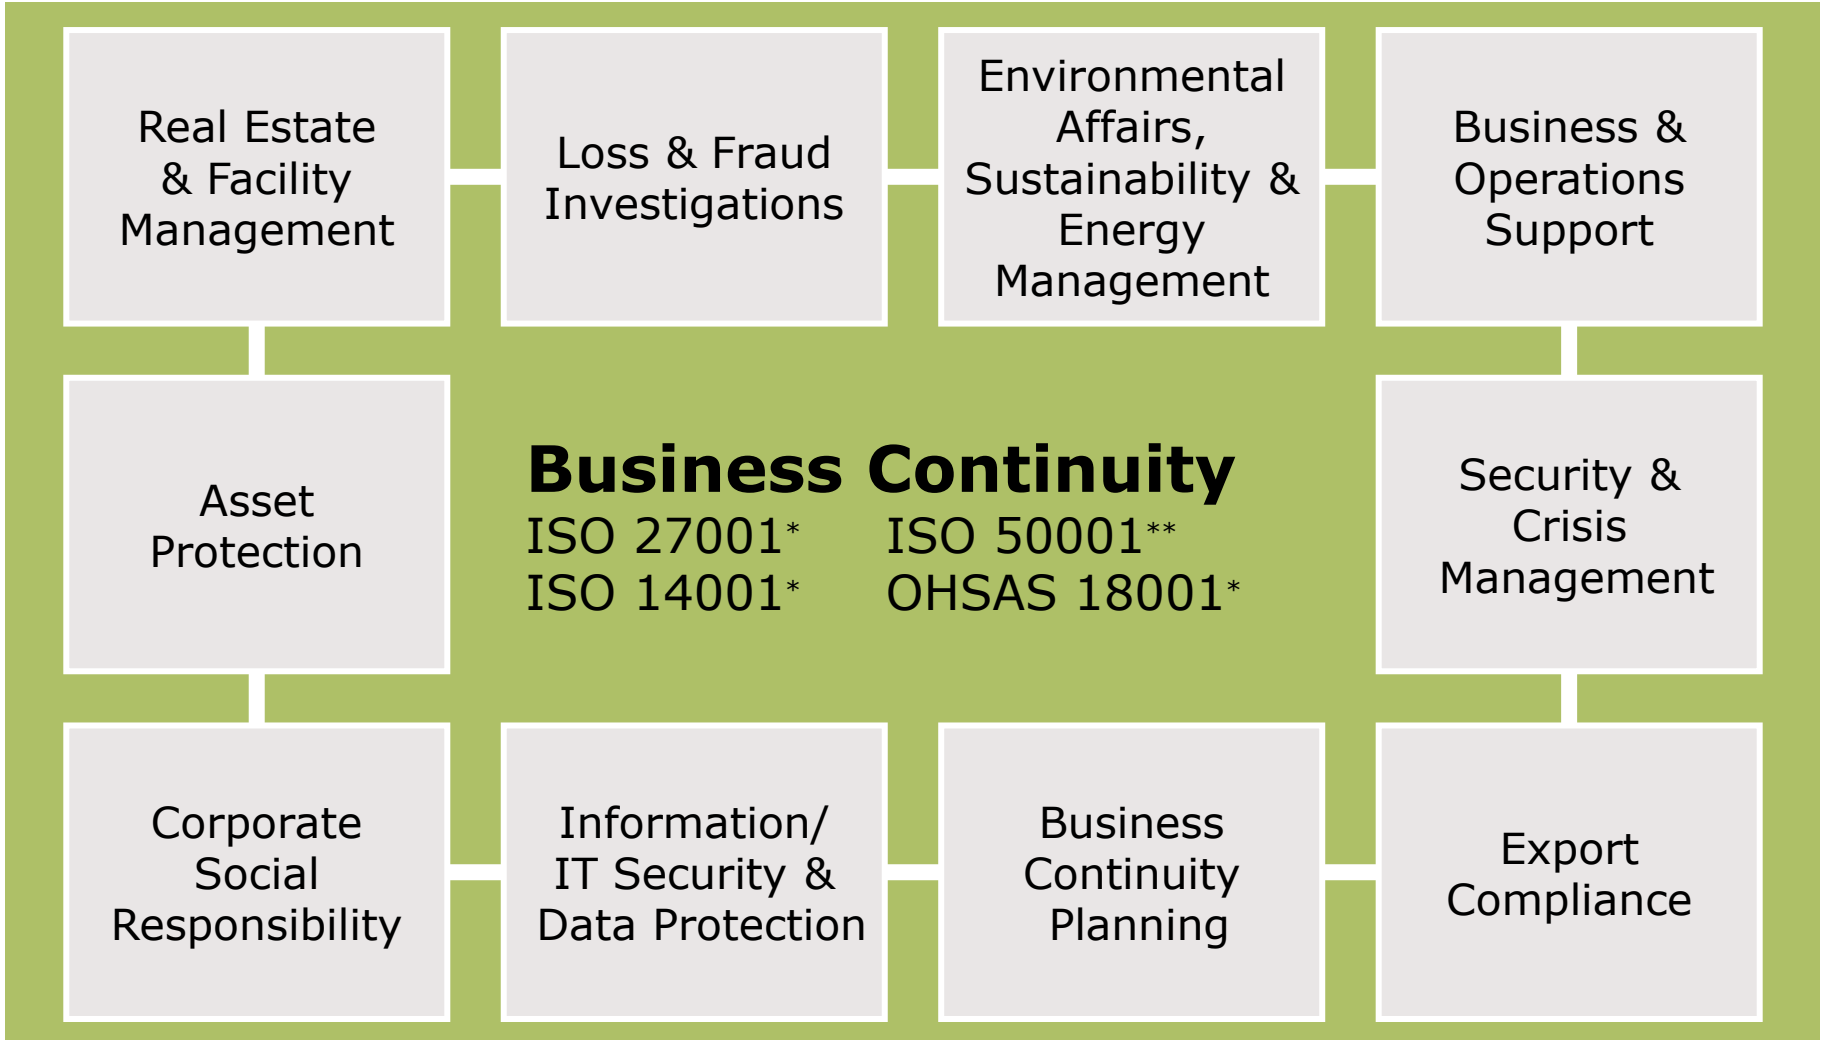 Real Estate
& Facility
Management
Loss & Fraud
Investigations
Environmental
Affairs,
Sustainability &
Energy
Management
Business &
Operations
Support
Asset
Protection
Business Continuity
ISO 27001* ISO 50001**
ISO 14001* OHSAS 18001*
Security &
Crisis
Management
Corporate
Social
Responsibility
Information/
IT Security &
Data Protection
Business
Continuity
Planning
Export
Compliance